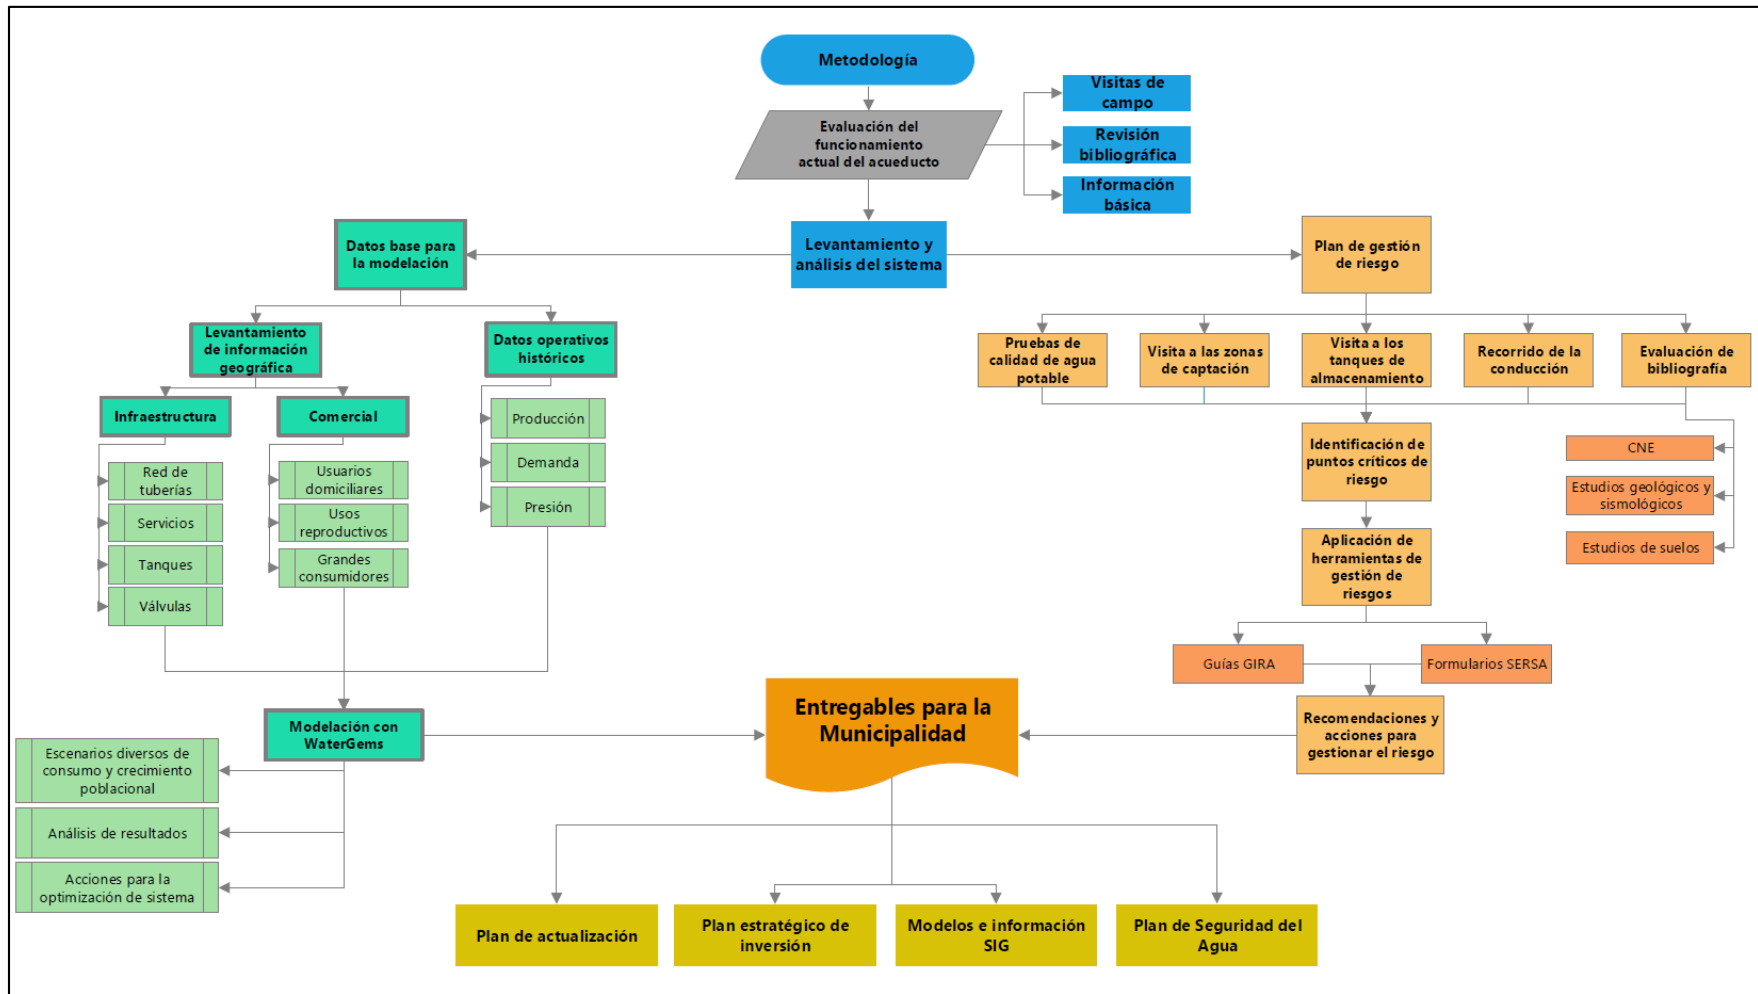 Metodología
Evaluación del
funcionamiento
actual del acueducto
Visitas de
campo
Revisión
bibliográfica
Información
básica
Levantamiento y
análisis del sistema
Datos base para
la modelación
Plan de gestión
de riesgo
Levantamiento
de información
geográfica
Datos operativos
históricos
Infraestructura
Comercial
Red de
tuberías
Servicios
Tanques
Válvulas
Usuarios
domiciliares
Usos
reproductivos
Grandes
consumidores
Producción
Demanda
Presión
Modelación con
WaterGems
Escenarios diversos de
consumo y crecimiento
poblacional
Análisis de resultados
Acciones para la
optimización de sistema
Pruebas de
calidad de agua
potable
Visita a las zonas
de captación
Visita a los
tanques de
almacenamiento
Recorrido de la
conducción
Evaluación de
bibliografía
CNE
Estudios geológicos y
sismológicos
Estudios de suelos
Identificación de
puntos críticos de
riesgo
Aplicación de
herramientas de
gestión de
riesgos
Guías GIRA
Formularios SERSA
Recomendaciones y
acciones para
gestionar el riesgo
Entregables para la
Municipalidad
Plan de actualización
Plan estratégico de
inversión
Modelos e información
SIG
Plan de Seguridad del
Agua